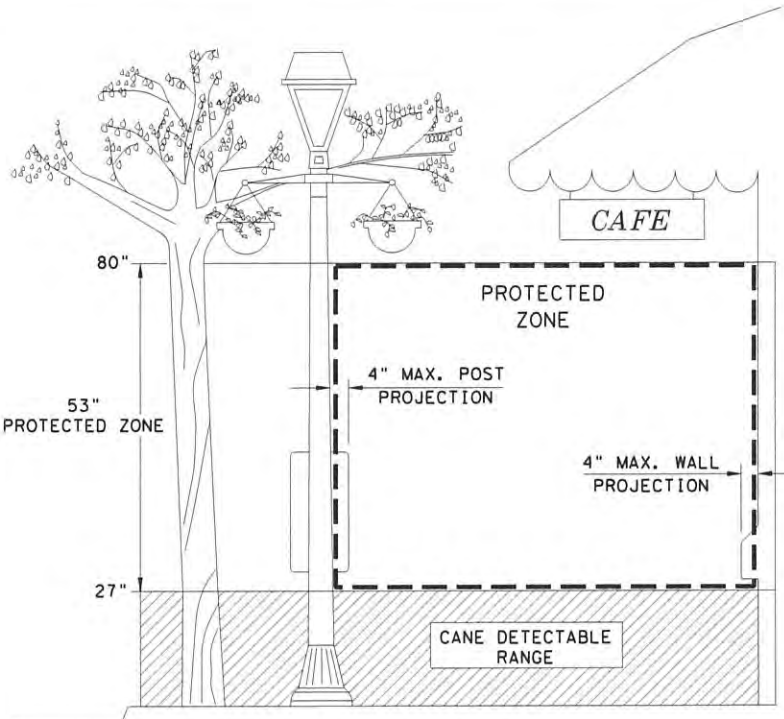 CAFE
80"
PROTECTED
ZONE
4" MAX. POST
PROJECTION
53"
PROTECTED ZONE
4" MAX. WALL
PROJECTION
27"
CANE DETECTABLE
RANGE